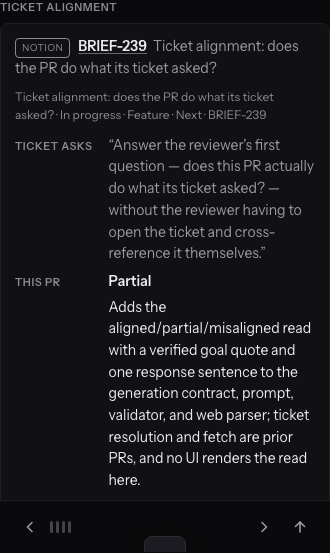 TICKET ALIGNMENT
NOTION BRIEF-239 Ticket alignment: does
the PR do what its ticket asked?
Ticket alignment: does the PR do what its ticket
asked? · In progress · Feature · Next · BRIEF-239
TICKET ASKS
“Answer the reviewer's first
question — does this PR actually
do what its ticket asked? —
without the reviewer having to
open the ticket and cross-
reference it themselves.”
THIS PR
Partial
Adds the
aligned/partial/misaligned read
with a verified goal quote and
one response sentence to the
generation contract, prompt,
validator, and web parser; ticket
resolution and fetch are prior
PRs, and no UI renders the read
here.